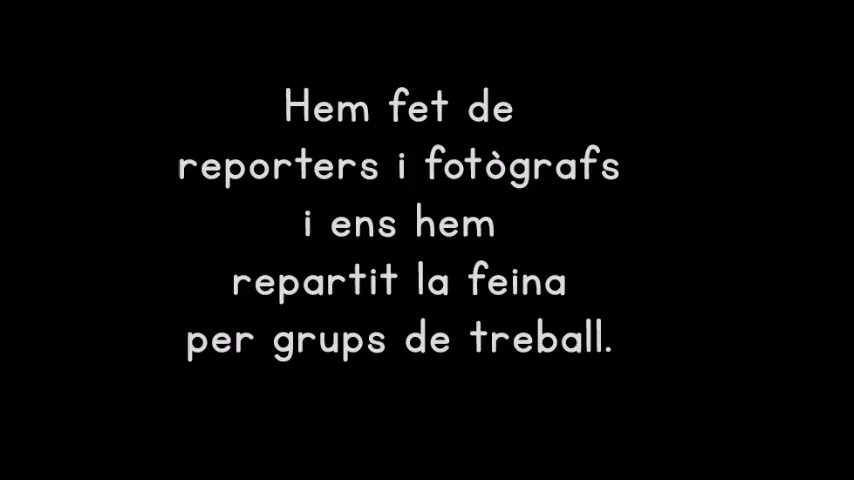 Hem fet de
reporters i fotògrafs
i ens hem
repartit la feina
per grups de treball.